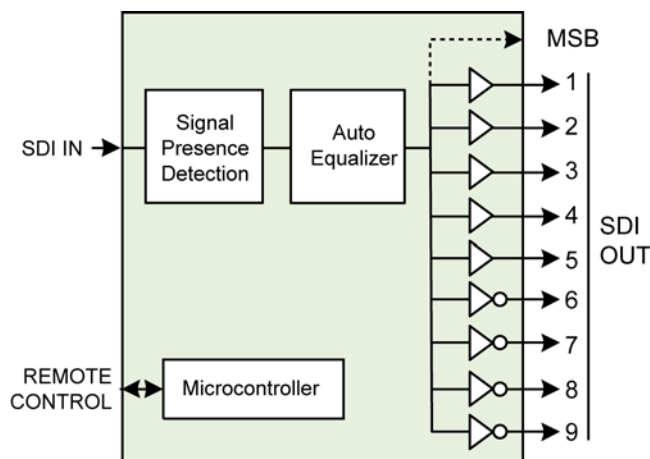 MSB
SDI IN
Signal
Presence
Detection
Auto
Equalizer
1
2
3
4
5
6
7
8
9
SDI
OUT
REMOTE
CONTROL
Microcontroller